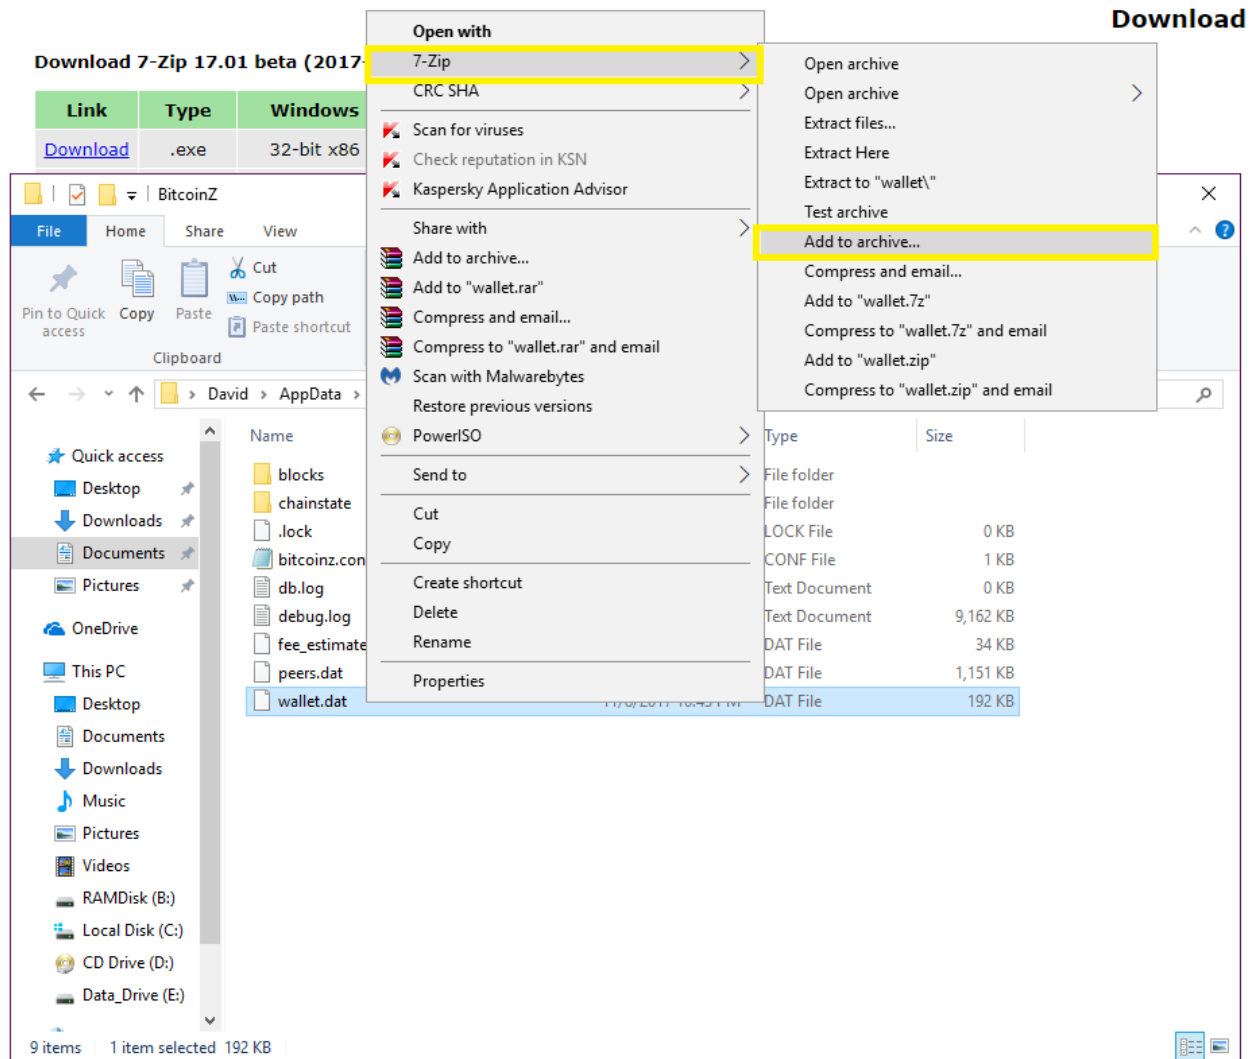 Download
Download 7-Zip 17.01 beta (2017-
Link Type Windows
Download .exe 32-bit x86
BitcoinZ
File Home Share View
Pin to Quick access
Copy
Paste
Cut
Copy path
Paste shortcut
Clipboard
David > AppData >
Quick access
Desktop
Downloads
Documents
Pictures
OneDrive
This PC
Desktop
Documents
Downloads
Music
Pictures
Videos
RAMDisk (B:)
Local Disk (C:)
CD Drive (D:)
Data_Drive (E:)
Name Type Size
blocks File folder
chainstate File folder
.lock LOCK File 0 KB
bitcoinz.con CONF File 1 KB
db.log Text Document 0 KB
debug.log Text Document 9,162 KB
fee_estimate DAT File 34 KB
peers.dat DAT File 1,151 KB
wallet.dat DAT File 192 KB
Open with
7-Zip
CRC SHA
Scan for viruses
Check reputation in KSN
Kaspersky Application Advisor
Share with
Add to archive...
Add to "wallet.rar"
Compress and email...
Compress to "wallet.rar" and email
Scan with Malwarebytes
Restore previous versions
PowerISO
Send to
Cut
Copy
Create shortcut
Delete
Rename
Properties
Open archive
Open archive
Extract files...
Extract Here
Extract to "wallet\"
Test archive
Add to archive...
Compress and email...
Add to "wallet.7z"
Compress to "wallet.7z" and email
Add to "wallet.zip"
Compress to "wallet.zip" and email
9 items 1 item selected 192 KB